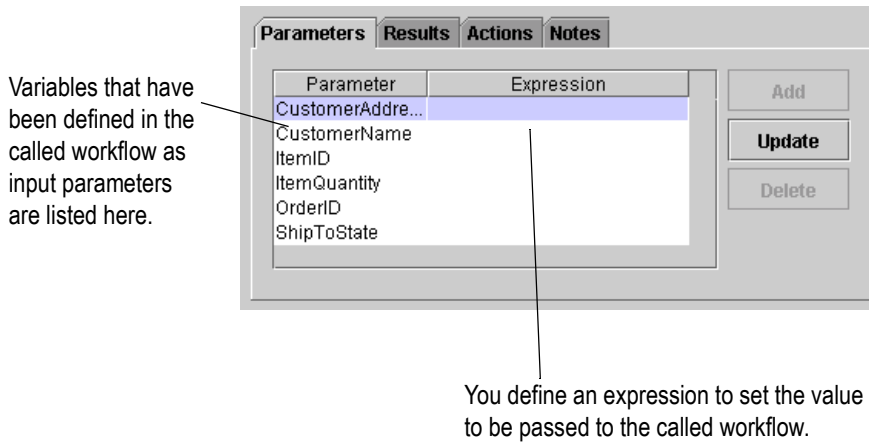 Parameters Results Actions Notes
Variables that have
been defined in the
called workflow as
input parameters
are listed here.
Parameter Expression
CustomerAddre...
CustomerName
ItemID
ItemQuantity
OrderID
ShipToState
Add
Update
Delete
You define an expression to set the value
to be passed to the called workflow.